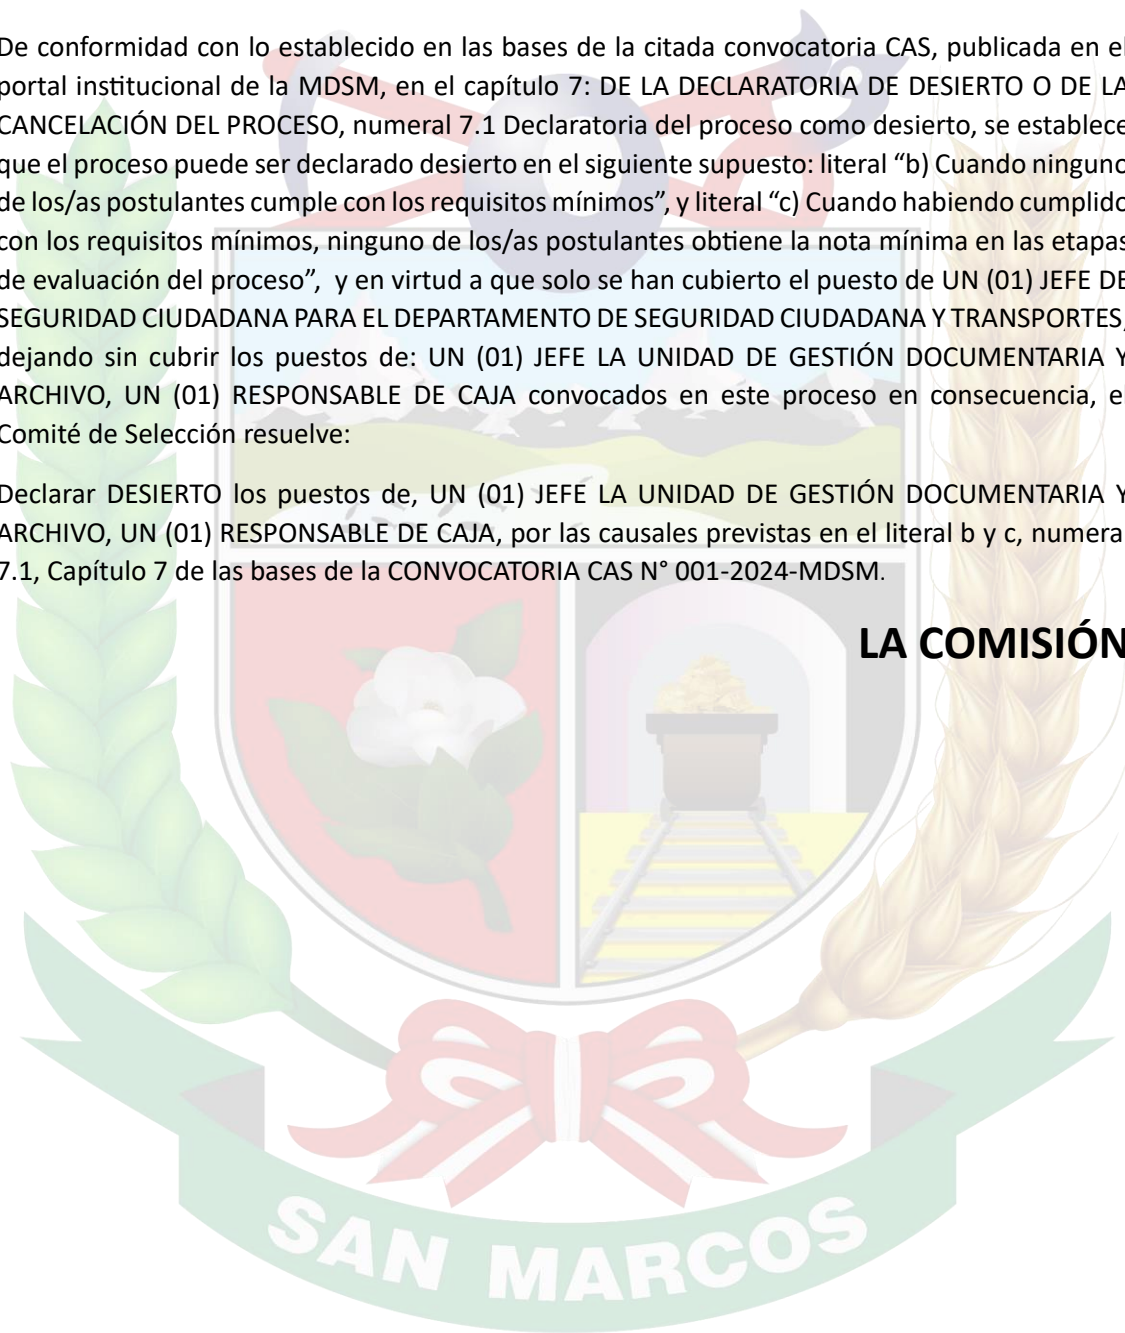 De conformidad con lo establecido en las bases de la citada convocatoria CAS, publicada en el
portal institucional de la MDSM, en el capítulo 7: DE LA DECLARATORIA DE DESIERTO O DE LA
CANCELACIÓN DEL PROCESO, numeral 7.1 Declaratoria del proceso como desierto, se establece
que el proceso puede ser declarado desierto en el siguiente supuesto: literal “b) Cuando ninguno
de los/as postulantes cumple con los requisitos mínimos”, y literal “c) Cuando habiendo cumplido
con los requisitos mínimos, ninguno de los/as postulantes obtiene la nota mínima en las etapas
de evaluación del proceso”, y en virtud a que solo se han cubierto el puesto de UN (01) JEFE DE
SEGURIDAD CIUDADANA PARA EL DEPARTAMENTO DE SEGURIDAD CIUDADANA Y TRANSPORTES,
dejando sin cubrir los puestos de: UN (01) JEFE LA UNIDAD DE GESTIÓN DOCUMENTARIA Y
ARCHIVO, UN (01) RESPONSABLE DE CAJA convocados en este proceso en consecuencia, el
Comité de Selección resuelve:
Declarar DESIERTO los puestos de, UN (01) JEFE LA UNIDAD DE GESTIÓN DOCUMENTARIA Y
ARCHIVO, UN (01) RESPONSABLE DE CAJA, por las causales previstas en el literal b y c, numeral
7.1, Capítulo 7 de las bases de la CONVOCATORIA CAS N° 001-2024-MDSM.
LA COMISIÓN
SAN MARCOS